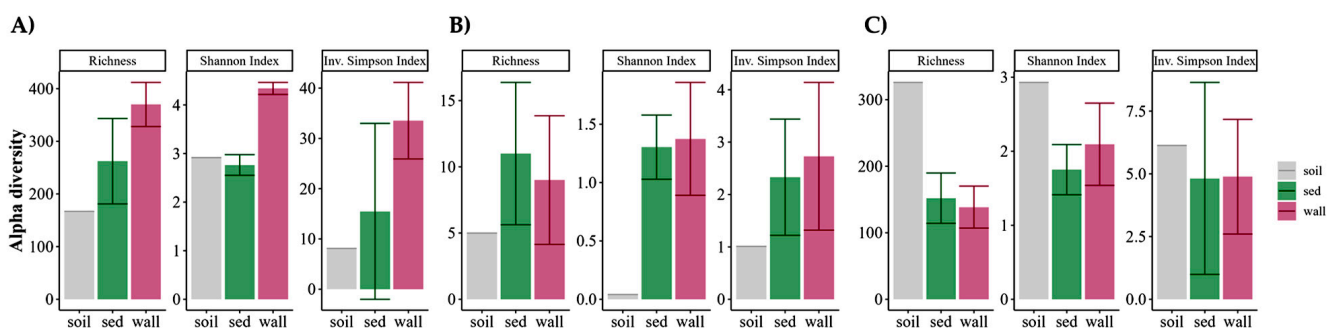 A)
B)
C)
Richness
Shannon Index
Inv. Simpson Index
Richness
Shannon Index
Inv. Simpson Index
Richness
Shannon Index
Inv. Simpson Index
Alpha diversity
400
300
200
100
0
4
3
2
1
0
40
30
20
10
0
15
10
5
0
1.5
1.0
0.5
0.0
4
3
2
1
0
300
200
100
0
3
2
1
0
7.5
5.0
2.5
0.0
soil sed wall
soil sed wall
soil sed wall
soil sed wall
soil sed wall
soil sed wall
soil sed wall
soil sed wall
soil sed wall
soil
sed
wall